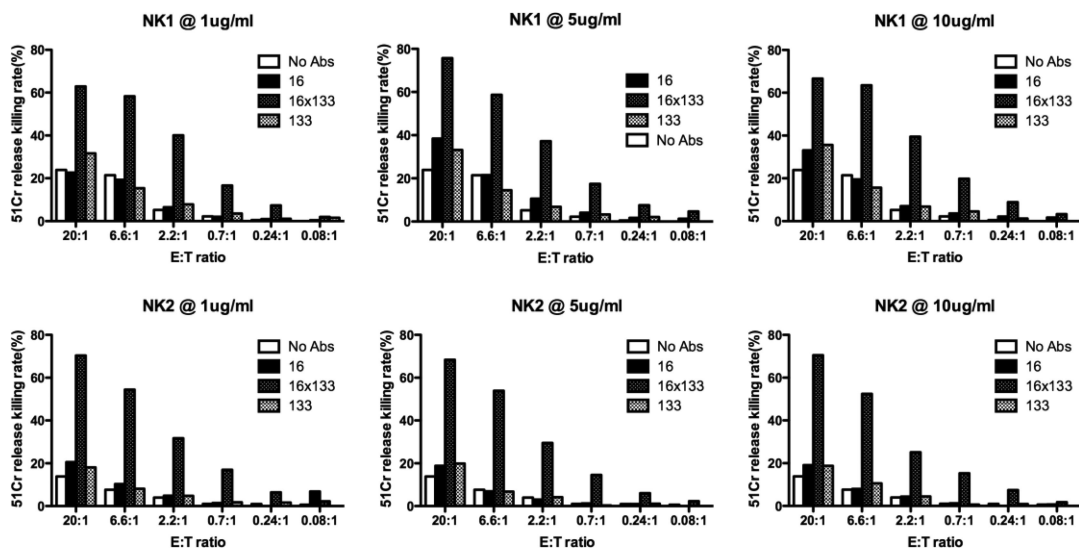 NK1 @ 1ug/ml
51Cr release killing rate(%)
80
60
40
20
0
No Abs
16
16x133
133
20:1 6.6:1 2.2:1 0.7:1 0.24:1 0.08:1
E:T ratio
NK1 @ 5ug/ml
51Cr release killing rate(%)
80
60
40
20
0
16
16x133
133
No Abs
20:1 6.6:1 2.2:1 0.7:1 0.24:1 0.08:1
E:T ratio
NK1 @ 10ug/ml
51Cr release killing rate(%)
80
60
40
20
0
No Abs
16
16x133
133
20:1 6.6:1 2.2:1 0.7:1 0.24:1 0.08:1
E:T ratio
NK2 @ 1ug/ml
51Cr release killing rate(%)
80
60
40
20
0
No Abs
16
16x133
133
20:1 6.6:1 2.2:1 0.7:1 0.24:1 0.08:1
E:T ratio
NK2 @ 5ug/ml
51Cr release killing rate(%)
80
60
40
20
0
No Abs
16
16x133
133
20:1 6.6:1 2.2:1 0.7:1 0.24:1 0.08:1
E:T ratio
NK2 @ 10ug/ml
51Cr release killing rate(%)
80
60
40
20
0
No Abs
16
16x133
133
20:1 6.6:1 2.2:1 0.7:1 0.24:1 0.08:1
E:T ratio